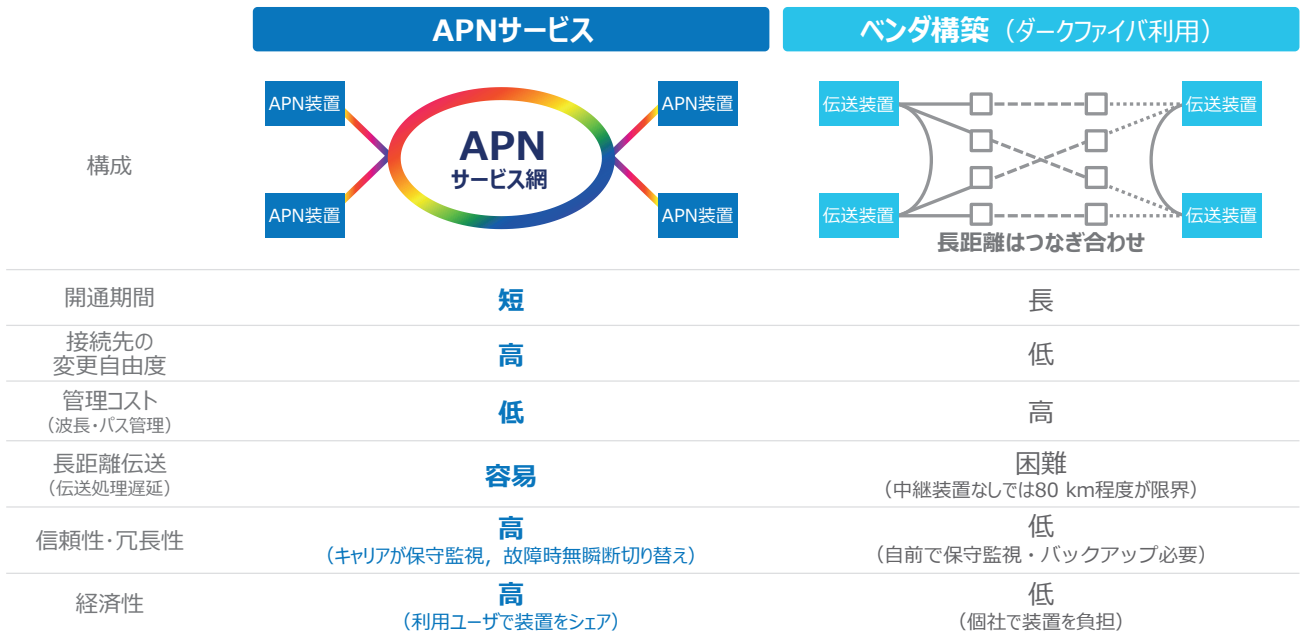 APNサービス
ベンダ構築（ダークファイバ利用）
構成
APN装置
APN装置
APN
サービス網
APN装置
APN装置
伝送装置
伝送装置
伝送装置
伝送装置
長距離はつなぎ合わせ
開通期間
短
長
接続先の
変更自由度
高
低
管理コスト
（波長・パス管理）
低
高
長距離伝送
（伝送処理遅延）
容易
困難
（中継装置なしでは80 km程度が限界）
信頼性・冗長性
高
（キャリアが保守監視，故障時無瞬断切り替え）
低
（自前で保守監視・バックアップ必要）
経済性
高
（利用ユーザで装置をシェア）
低
（個社で装置を負担）